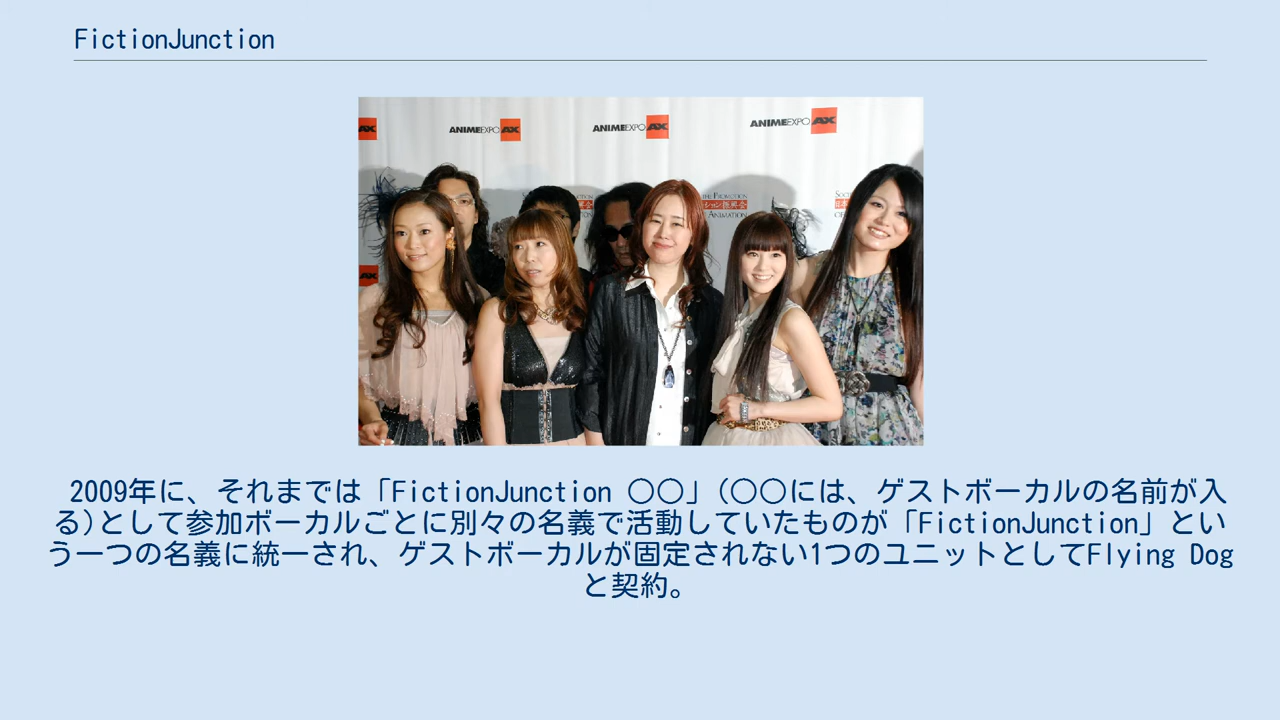 FictionJunction
AX
ANIMEEXPO AX
ANIMEEXPO AX
ANIMEEXPO AX
AX
2009年に、それまでは「FictionJunction 〇〇」(〇〇には、ゲストボーカルの名前が入
る)として参加ボーカルごとに別々の名義で活動していたものが「FictionJunction」とい
う一つの名義に統一され、ゲストボーカルが固定されない1つのユニットとしてFlying Dog
と契約。